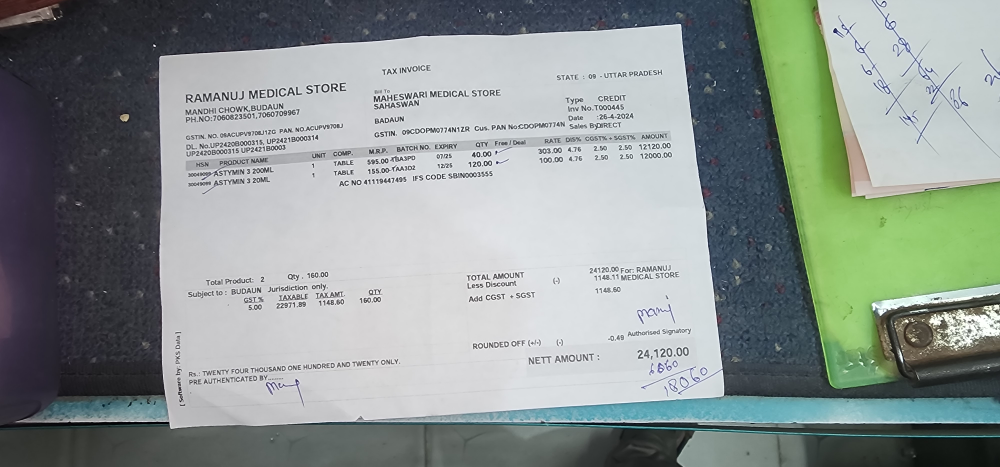 TAX INVOICE
STATE : 09 - UTTAR PRADESH
RAMANUJ MEDICAL STORE
MANDHI CHOWK,BUDAUN
PH.NO:7060823501,7060709967
GSTIN. NO. 09ACUPV9708J1ZG PAN. NO.ACUPV9708J
DL. No.UP2420B000315, UP2421B000314
UP2420B000315 UP2421B0003
Bill To
MAHESWARI MEDICAL STORE
SAHASWAN
BADAUN
GSTIN. 09CDOPM0774N1ZR Cus. PAN No:CDOPM0774N
Type CREDIT
Inv No.T000445
Date : 26-4-2024
Sales ByDIRECT
HSN PRODUCT NAME UNIT COMP. M.R.P. BATCH NO. EXPIRY QTY Free / Deal RATE DIS% CGST% + SGST% AMOUNT
30049099 ASTYMIN 3 200ML 1 TABLE 595.00 TBA3P0 07/25 40.00 303.00 4.76 2.50 2.50 12120.00
30049099 ASTYMIN 3 20ML 1 TABLE 155.00 TAA3D2 12/25 120.00 100.00 4.76 2.50 2.50 12000.00
AC NO 41119447495 IFS CODE SBIN0003555
Total Product: 2 Qty . 160.00
Subject to : BUDAUN Jurisdiction only.
GST % TAXABLE TAX AMT. QTY
5.00 22971.89 1148.60 160.00
TOTAL AMOUNT 24120.00
Less Discount (-) 1148.11
Add CGST + SGST 1148.60
For: RAMANUJ
MEDICAL STORE
Authorised Signatory
ROUNDED OFF (+/-) (-) -0.49
NETT AMOUNT : 24,120.00
6060
18060
Rs.: TWENTY FOUR THOUSAND ONE HUNDRED AND TWENTY ONLY.
PRE AUTHENTICATED BY........
[ Software by: PKS Data ]